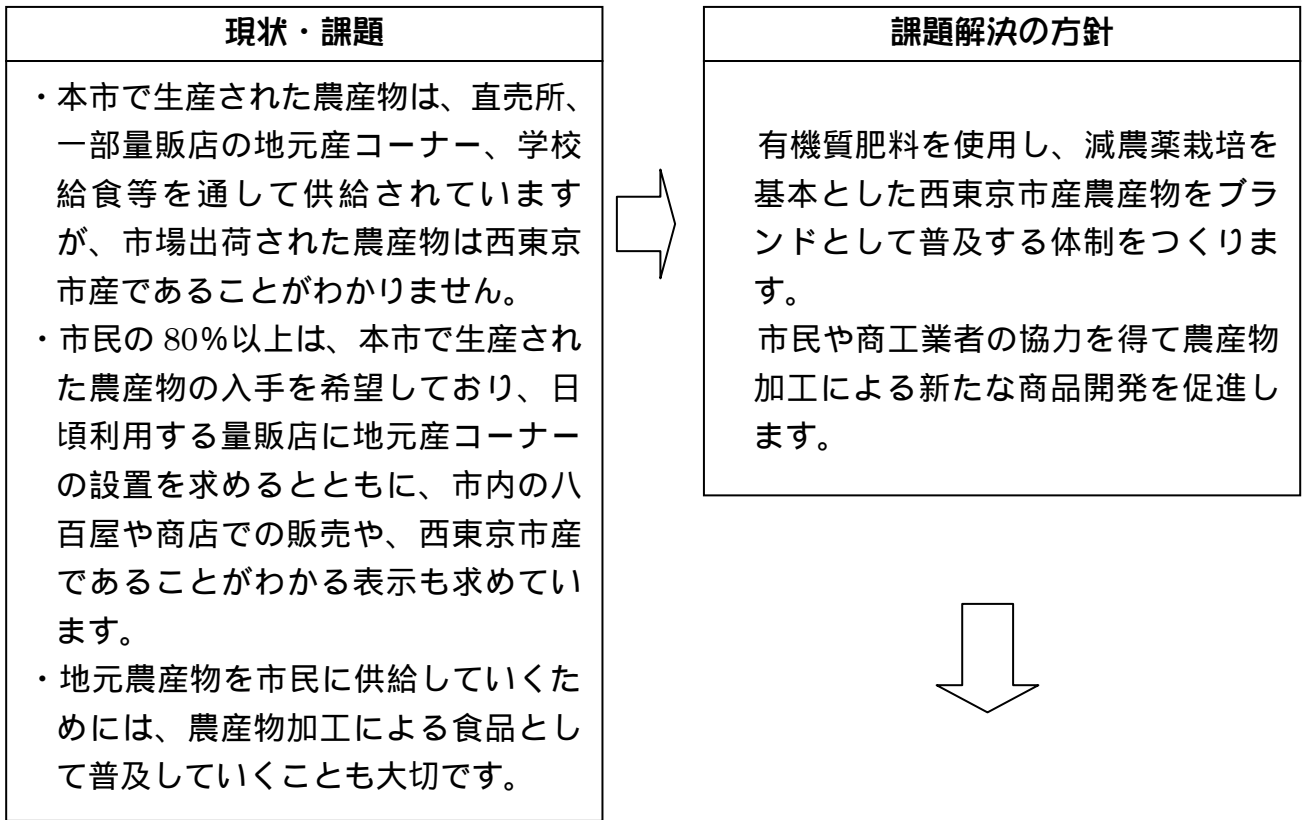 現状・課題
・本市で生産された農産物は、直売所、
一部量販店の地元産コーナー、学校
給食等を通して供給されています
が、市場出荷された農産物は西東京
市産であることがわかりません。
・市民の 80%以上は、本市で生産され
た農産物の入手を希望しており、日
頃利用する量販店に地元産コーナー
の設置を求めるとともに、市内の八
百屋や商店での販売や、西東京市産
であることがわかる表示も求めてい
ます。
・地元農産物を市民に供給していくた
めには、農産物加工による食品とし
て普及していくことも大切です。
課題解決の方針
有機質肥料を使用し、減農薬栽培を
基本とした西東京市産農産物をブラ
ンドとして普及する体制をつくりま
す。
市民や商工業者の協力を得て農産物
加工による新たな商品開発を促進し
ます。